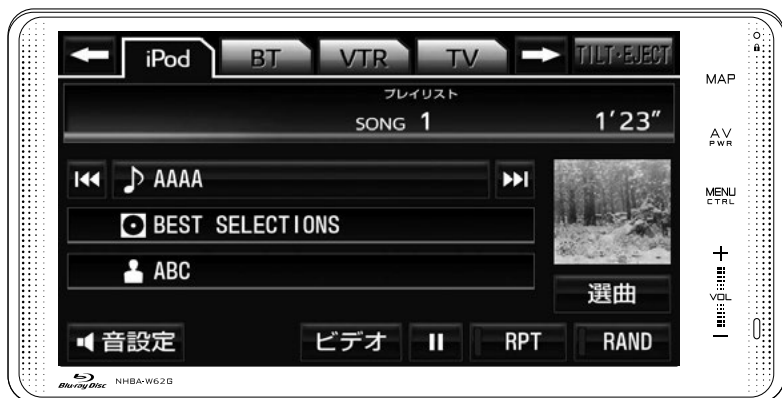 iPod BT VTR TV TILT·EJECT
プレイリスト
SONG 1 1'23"
AAAA
BEST SELECTIONS
ABC
選曲
音設定 ビデオ RPT RAND
MAP
AV
PWR
MENU
CTRL
+
VOL
−
Blu-ray Disc NHBA-W62G